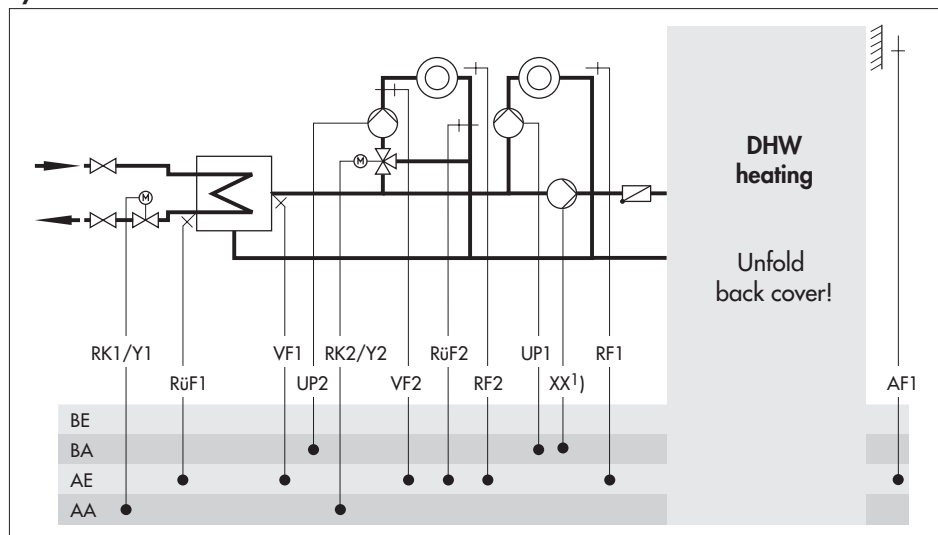 M
M
DHW
heating
Unfold
back cover!
RK1/Y1 VF1 RK2/Y2 RüF2 UP1 RF1
RüF1 UP2 VF2 RF2 XX1) AF1
BE
BA
AE
AA